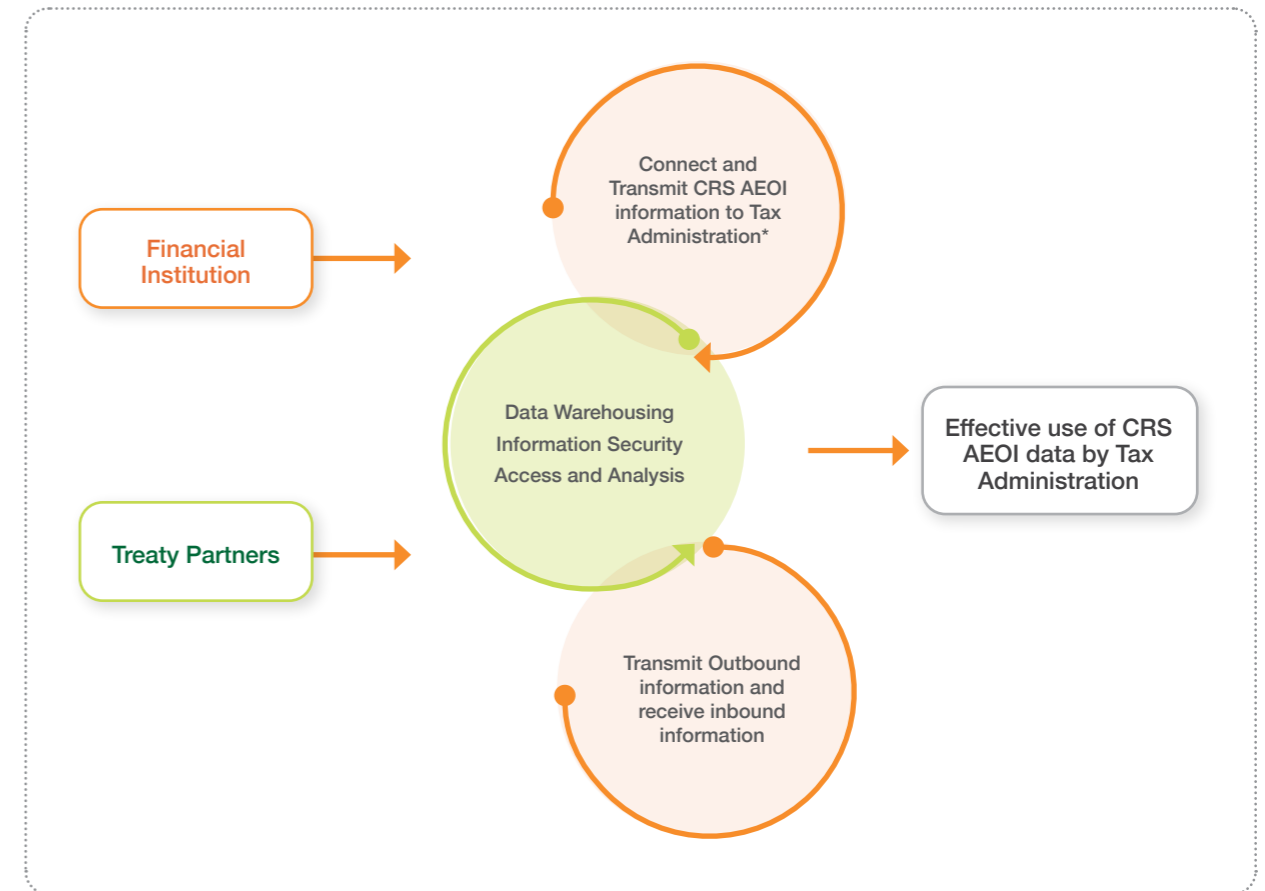 Connect and
Transmit CRS AEOI
information to Tax
Administration*
Financial
Institution
Data Warehousing
Information Security
Access and Analysis
Effective use of CRS
AEOI data by Tax
Administration
Treaty Partners
Transmit Outbound
information and
receive inbound
information